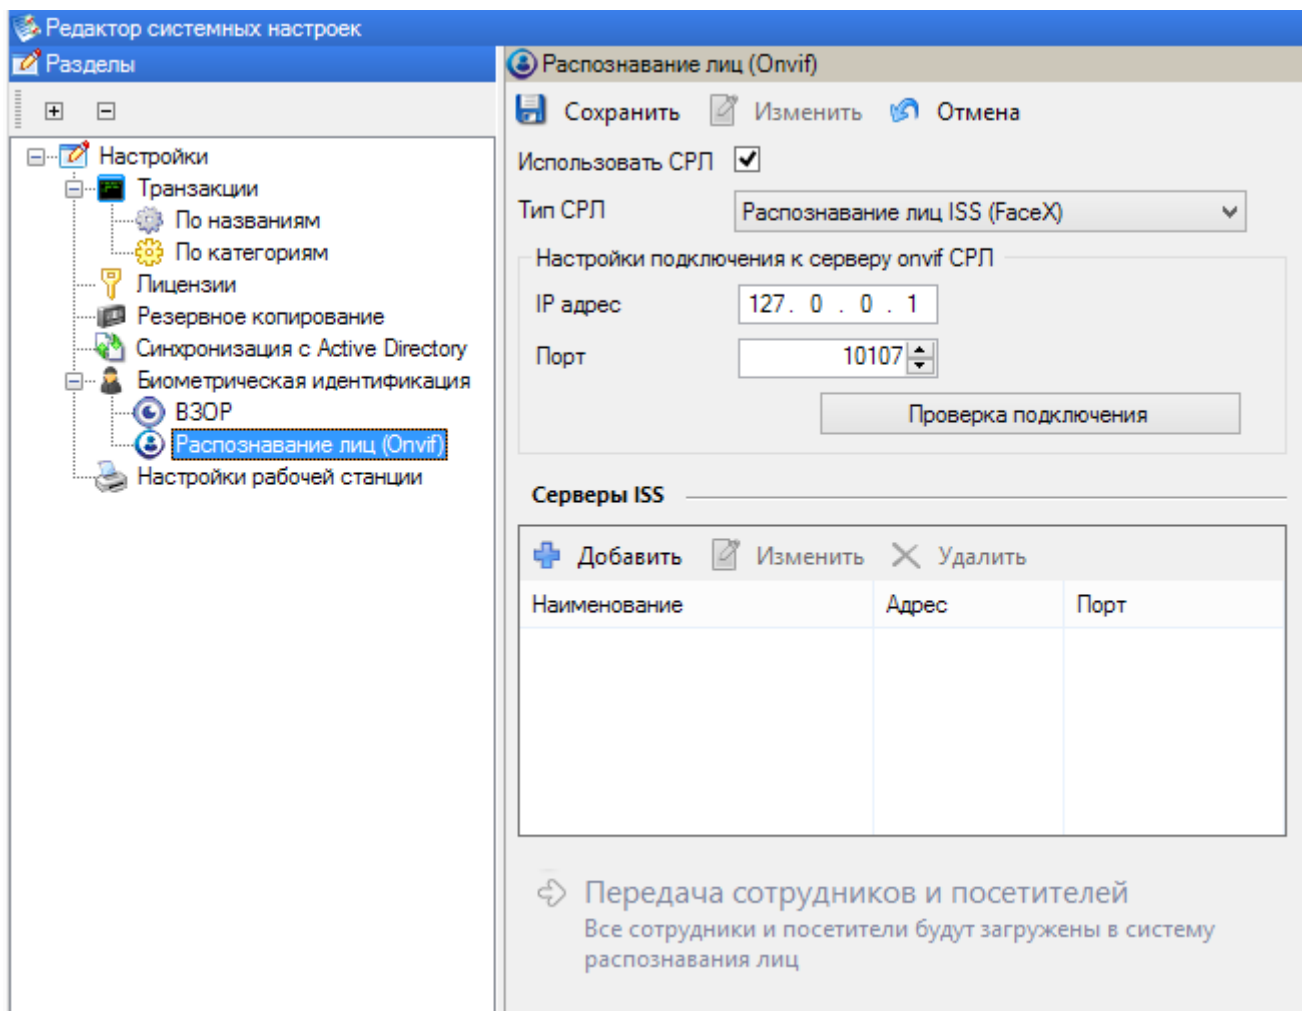 Редактор системных настроек
Разделы
Настройки
Транзакции
По названиям
По категориям
Лицензии
Резервное копирование
Синхронизация с Active Directory
Биометрическая идентификация
ВЗОР
Распознавание лиц (Onvif)
Настройки рабочей станции
Распознавание лиц (Onvif)
Сохранить Изменить Отмена
Использовать СРЛ
Тип СРЛ Распознавание лиц ISS (FaceX)
Настройки подключения к серверу onvif СРЛ
IP адрес 127. 0 . 0 . 1
Порт 10107
Проверка подключения
Серверы ISS
Добавить Изменить Удалить
Наименование Адрес Порт
Передача сотрудников и посетителей
Все сотрудники и посетители будут загружены в систему
распознавания лиц